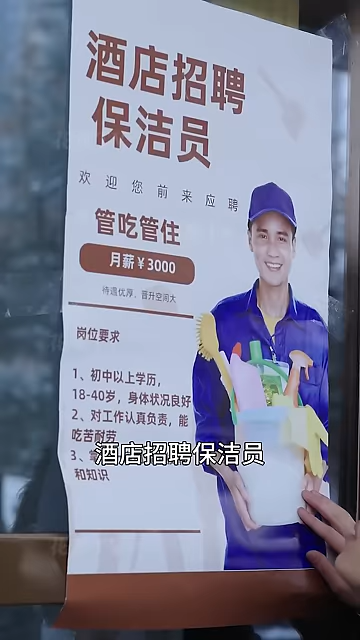 酒店招聘
保洁员
欢迎您前来应聘
管吃管住
月薪￥3000
待遇优厚，晋升空间大
岗位要求
1、初中以上学历，
18-40岁，身体状况良好
2、对工作认真负责，能
吃苦耐劳
3、
和知识
酒店招聘保洁员